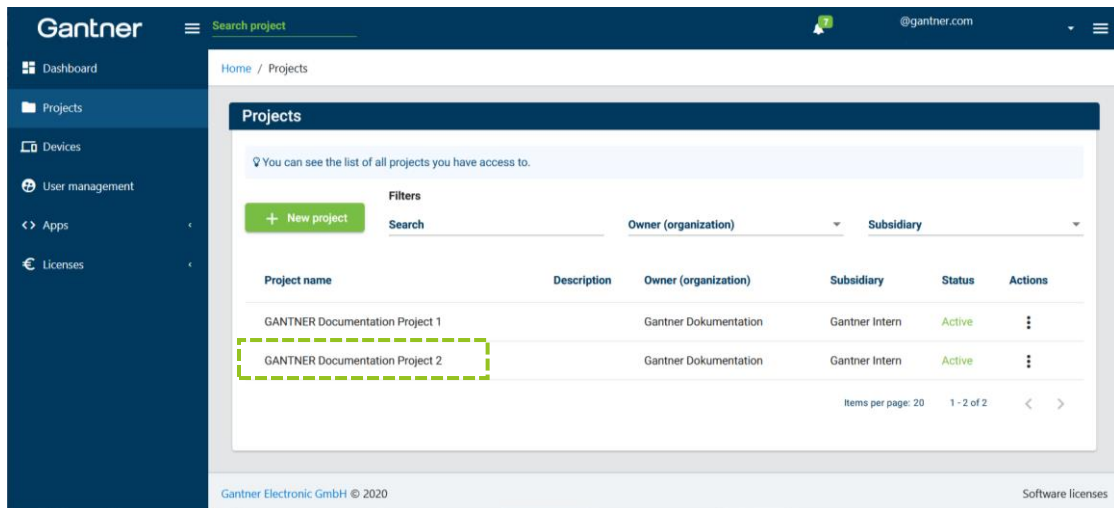 Gantner
Search project
7
@gantner.com
Dashboard
Home / Projects
Projects
Projects
Devices
You can see the list of all projects you have access to.
User management
Filters
+ New project
Search Owner (organization) Subsidiary
Apps
Licenses
Project name Description Owner (organization) Subsidiary Status Actions
GANTNER Documentation Project 1 Gantner Dokumentation Gantner Intern Active
GANTNER Documentation Project 2 Gantner Dokumentation Gantner Intern Active
Items per page: 20 1 - 2 of 2
Gantner Electronic GmbH © 2020 Software licenses